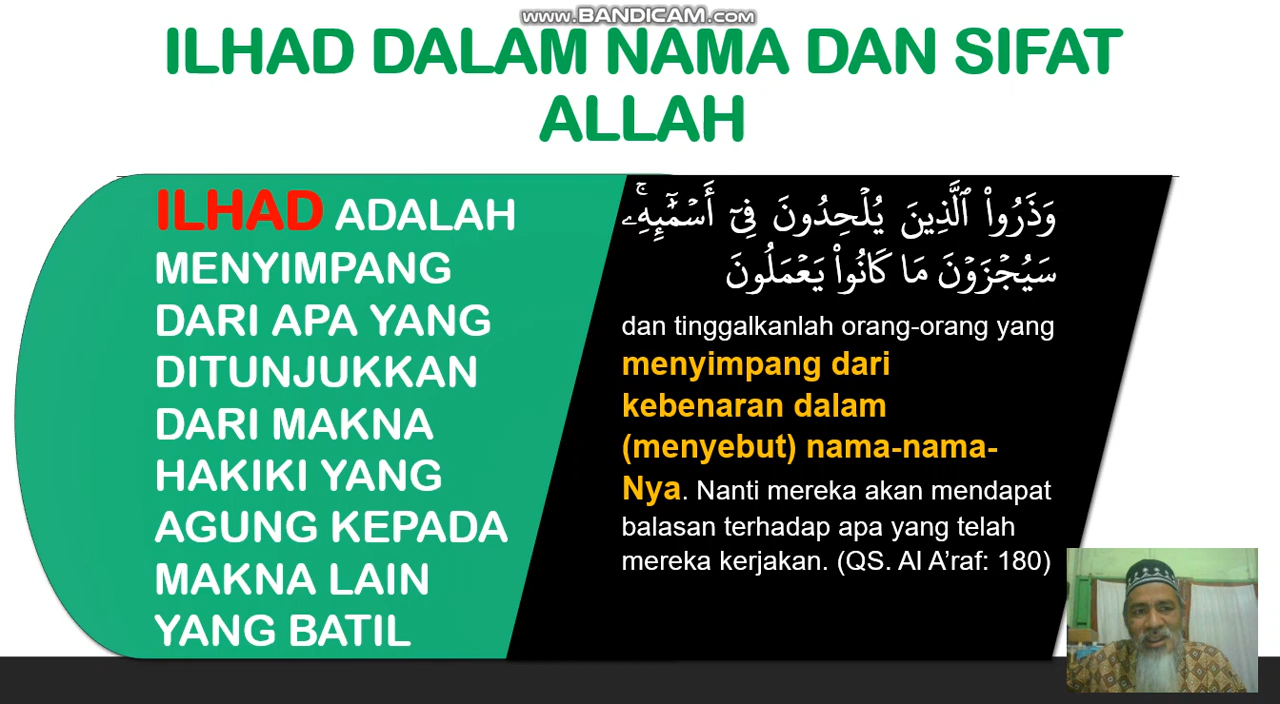 www.BANDICAM.com
ILHAD DALAM NAMA DAN SIFAT
ALLAH
ILHAD ADALAH
MENYIMPANG
DARI APA YANG
DITUNJUKKAN
DARI MAKNA
HAKIKI YANG
AGUNG KEPADA
MAKNA LAIN
YANG BATIL
وَذَرُوا۟ ٱلَّذِينَ يُلْحِدُونَ فِىٓ أَسْمَٰٓئِهِۦ ۚ
سَيُجْزَوْنَ مَا كَانُوا۟ يَعْمَلُونَ
dan tinggalkanlah orang-orang yang
menyimpang dari
kebenaran dalam
(menyebut) nama-nama-
Nya. Nanti mereka akan mendapat
balasan terhadap apa yang telah
mereka kerjakan. (QS. Al A’raf: 180)